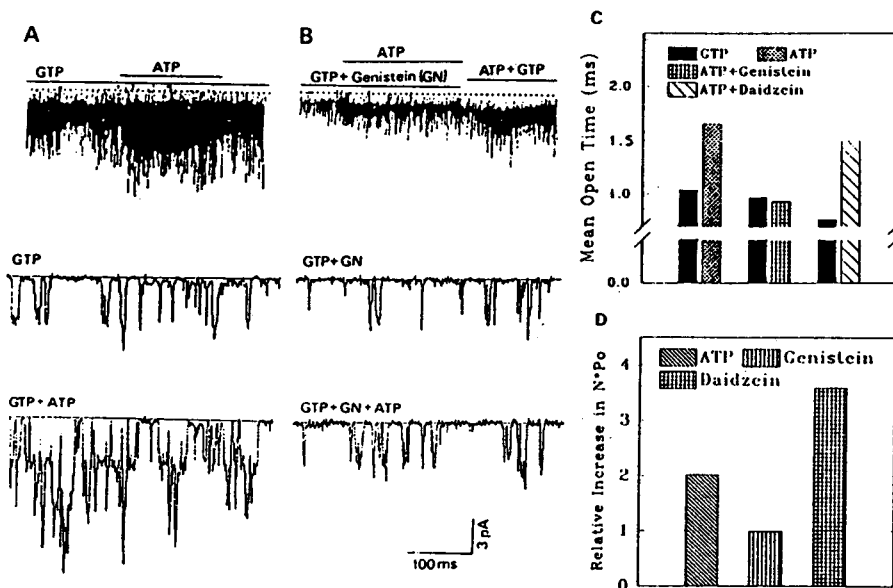 A
GTP
ATP
GTP
GTP + ATP
B
ATP
GTP+Genistein(GN)
ATP+GTP
GTP+GN
GTP+GN+ATP
3 pA
100 ms
C
GTP
ATP
ATP+Genistein
ATP+Daidzein
Mean Open Time (ms)
2.0
1.5
1.0
0.0
D
ATP
Genistein
Daidzein
Relative Increase in N*Po
4
3
2
1
0